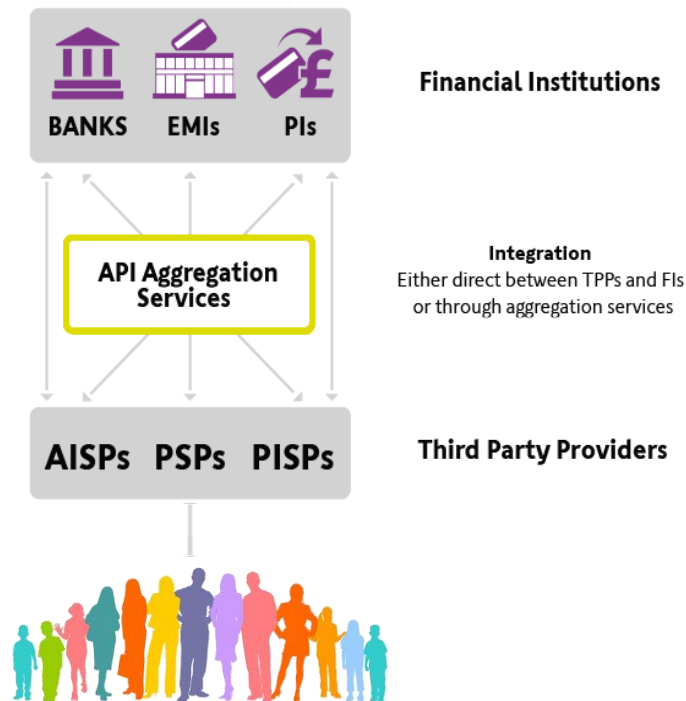 BANKS EMIs PIs
Financial Institutions
API Aggregation
Services
Integration
Either direct between TPPs and FIs
or through aggregation services
AISPs PSPs PISPs
Third Party Providers